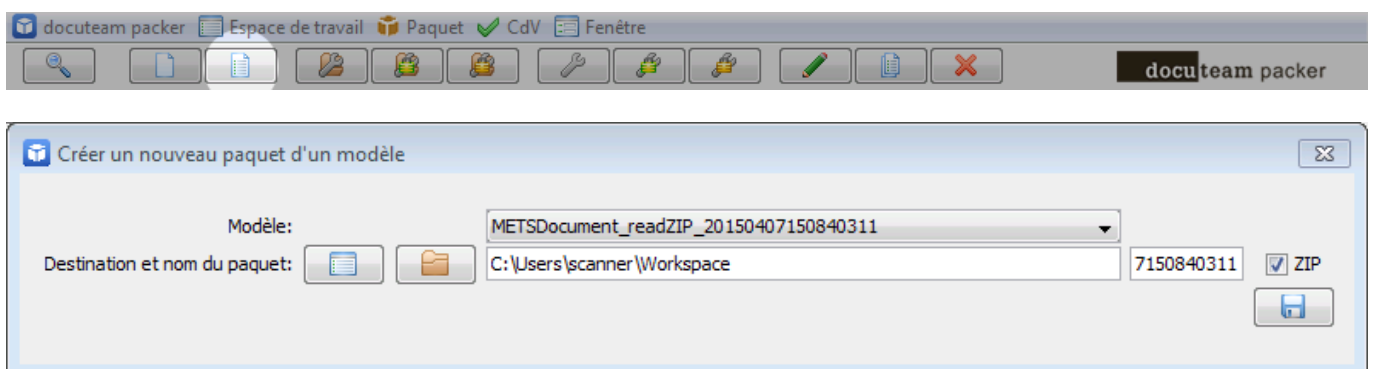 docuteam packer Espace de travail Paquet CdV Fenêtre
docuteam packer
Créer un nouveau paquet d'un modèle
Modèle: METSDocument_readZIP_20150407150840311
Destination et nom du paquet: C:\Users\scanner\Workspace 7150840311 ZIP